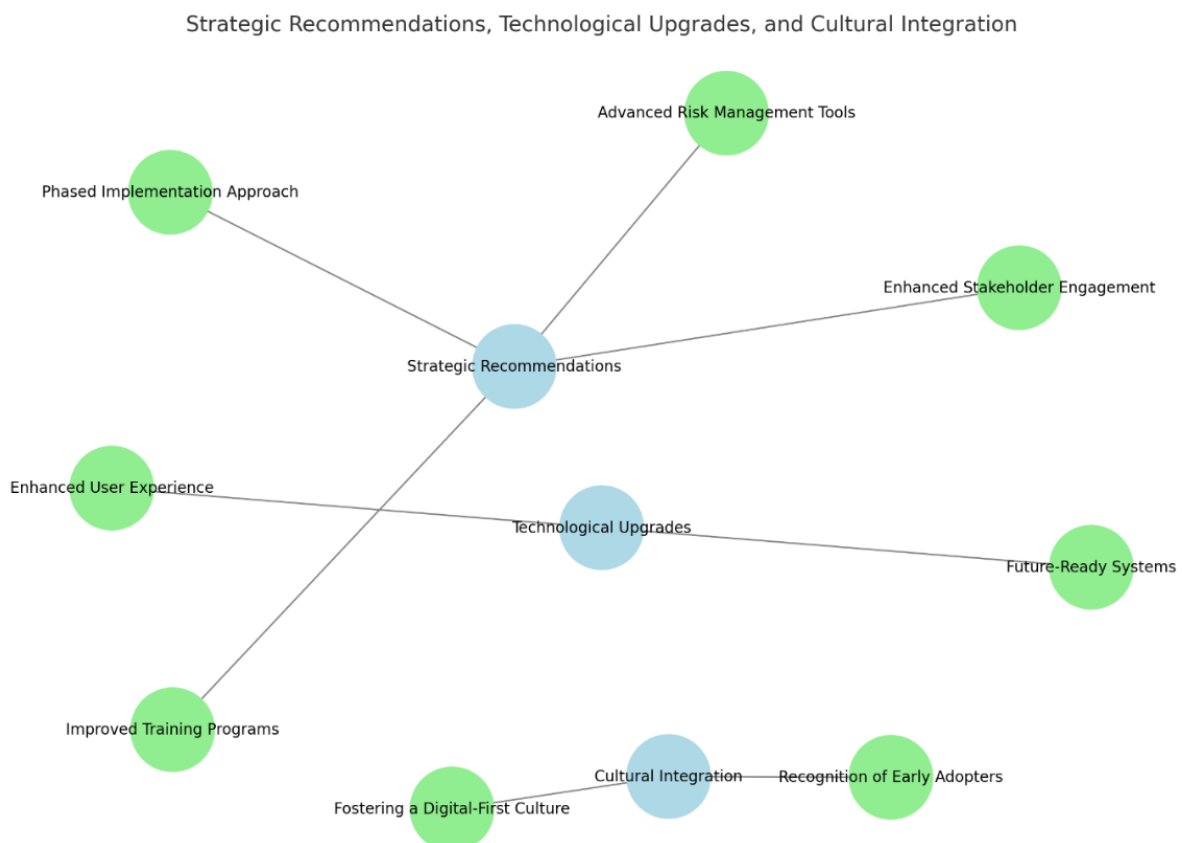 Strategic Recommendations, Technological Upgrades, and Cultural Integration
Advanced Risk Management Tools
Phased Implementation Approach
Enhanced Stakeholder Engagement
Strategic Recommendations
Enhanced User Experience
Technological Upgrades
Future-Ready Systems
Improved Training Programs
Cultural Integration
Recognition of Early Adopters
Fostering a Digital-First Culture